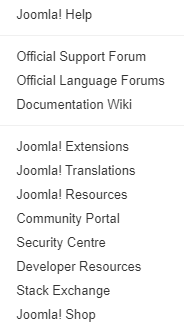 Joomla! Help
Official Support Forum
Official Language Forums
Documentation Wiki
Joomla! Extensions
Joomla! Translations
Joomla! Resources
Community Portal
Security Centre
Developer Resources
Stack Exchange
Joomla! Shop